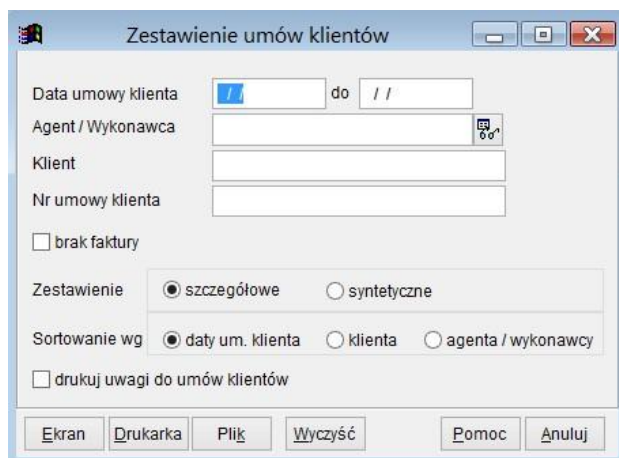 Zestawienie umów klientów
Data umowy klienta / / do / /
Agent / Wykonawca
Klient
Nr umowy klienta
brak faktury
Zestawienie szczegółowe syntetyczne
Sortowanie wg daty um. klienta klienta agenta / wykonawcy
drukuj uwagi do umów klientów
Ekran Drukarka Plik Wyczyść Pomoc Anuluj